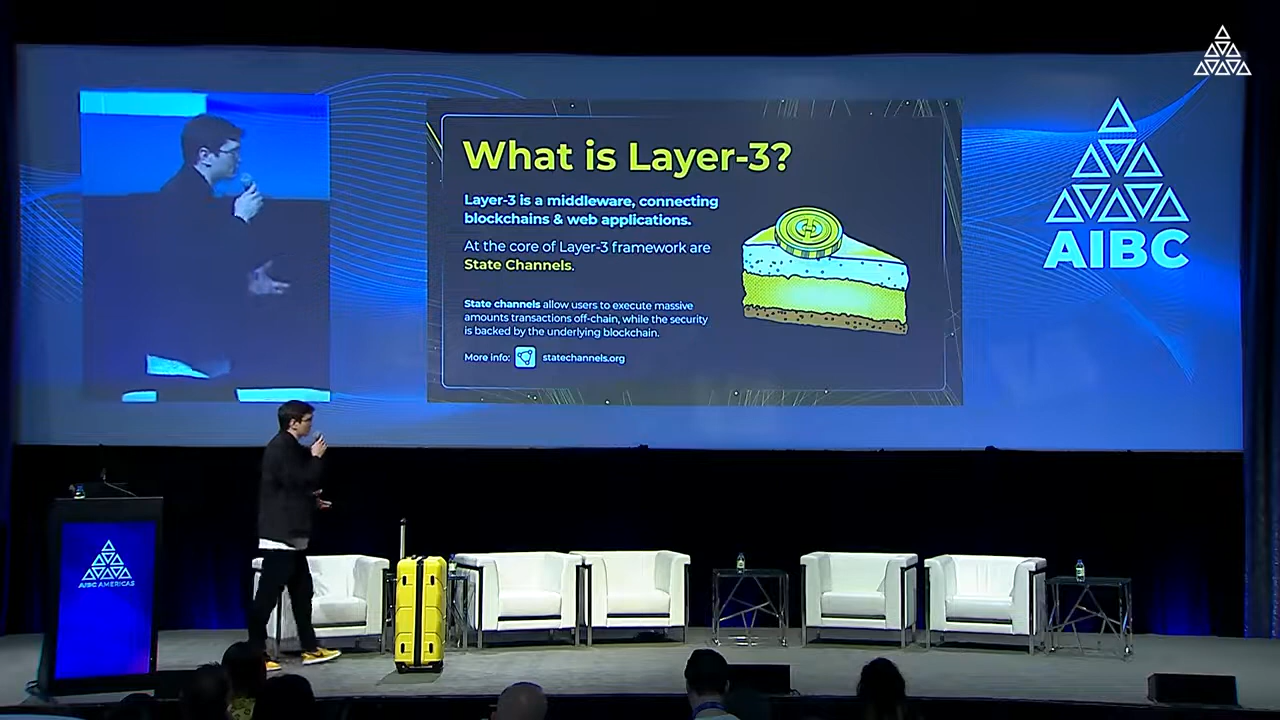 What is Layer-3?
Layer-3 is a middleware, connecting
blockchains & web applications.
At the core of Layer-3 framework are
State Channels.
State channels allow users to execute massive
amounts transactions off-chain, while the security
is backed by the underlying blockchain.
More info: statechannels.org
AIBC
AIBC AMERICAS